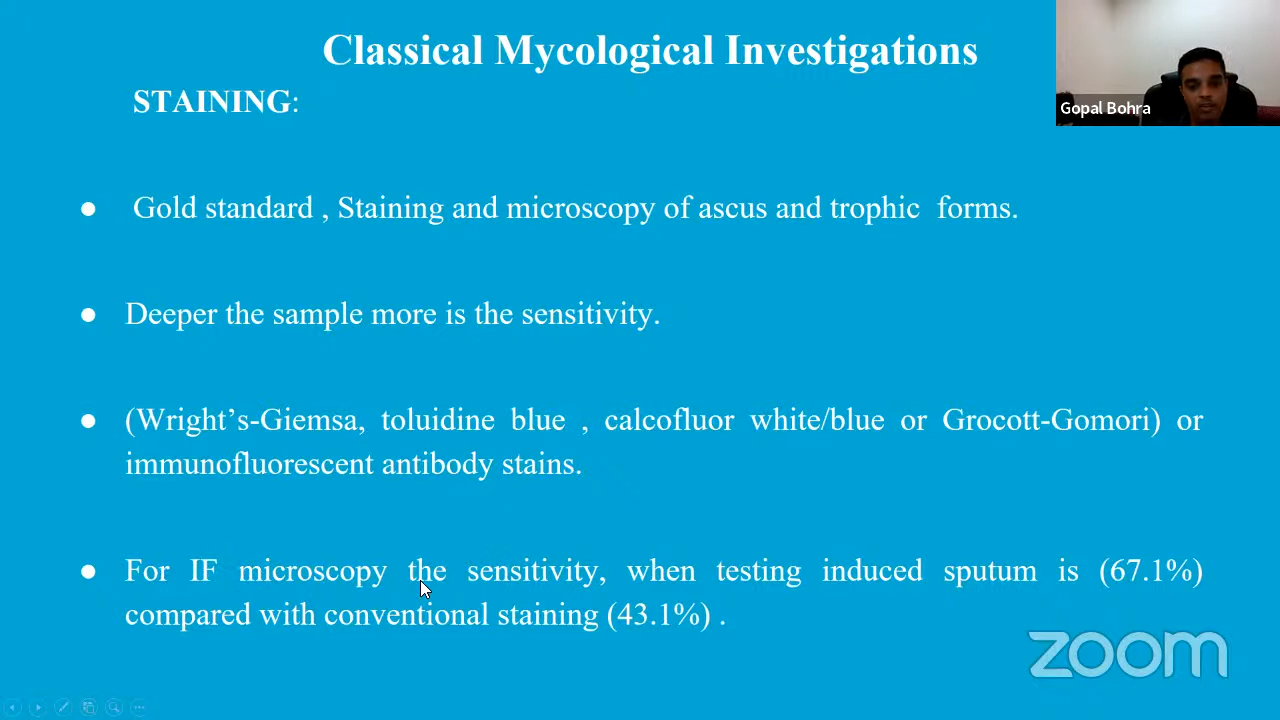 Classical Mycological Investigations
STAINING:
Gopal Bohra
● Gold standard , Staining and microscopy of ascus and trophic forms.
● Deeper the sample more is the sensitivity.
● (Wright’s-Giemsa, toluidine blue , calcofluor white/blue or Grocott-Gomori) or
immunofluorescent antibody stains.
● For IF microscopy the sensitivity, when testing induced sputum is (67.1%)
compared with conventional staining (43.1%) .
zoom